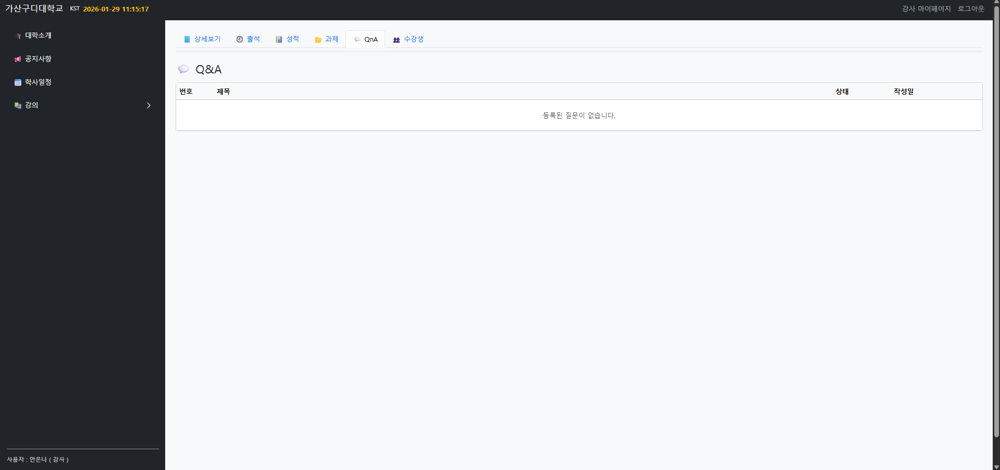 가산구디대학교 KST 2026-01-29 11:15:17 강사 마이페이지 로그아웃
대학소개
공지사항
학사일정
강의
상세보기 출석 성적 과제 QnA 수강생
Q&A
번호 제목 상태 작성일
등록된 질문이 없습니다.
사용자 : 안은나 ( 강사 )